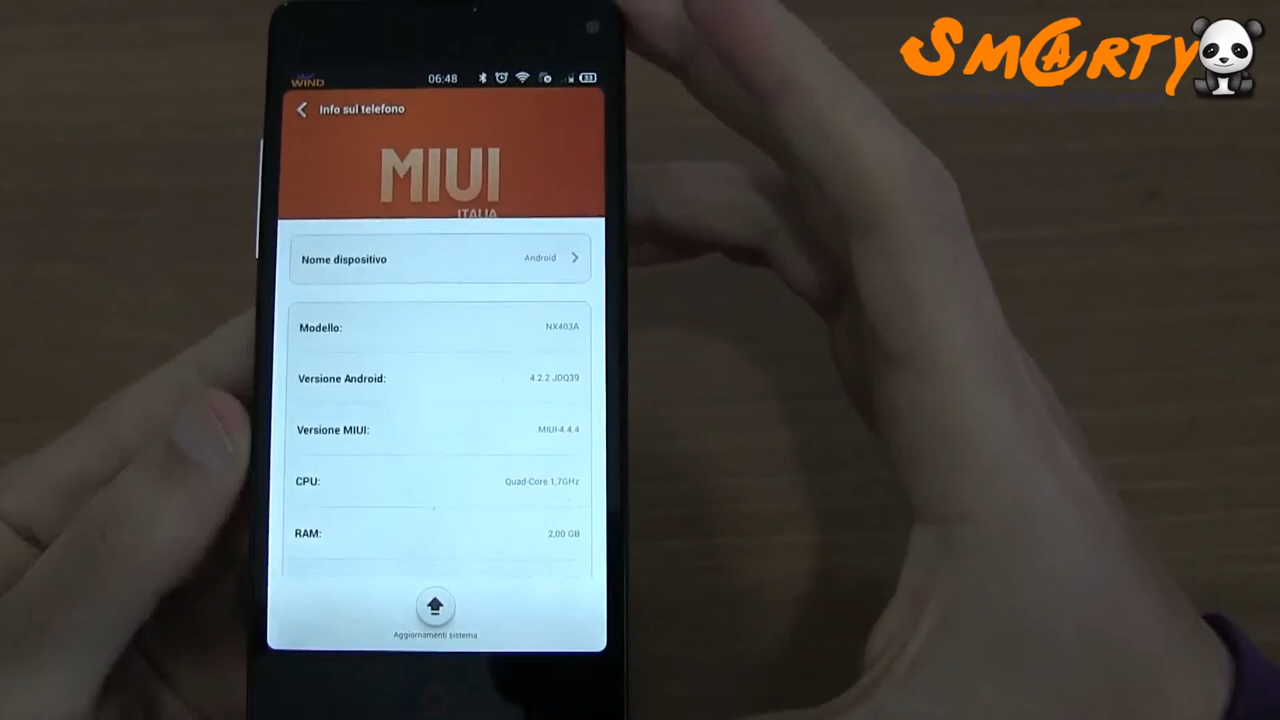 SMARTY
WIND 06:48 33
Info sul telefono
MIUI
ITALIA
Nome dispositivo Android
Modello: NX403A
Versione Android: 4.2.2 JDQ39
Versione MIUI: MIUI-4.4.4
CPU: Quad-Core 1,7GHz
RAM: 2,00 GB
Aggiornamenti sistema